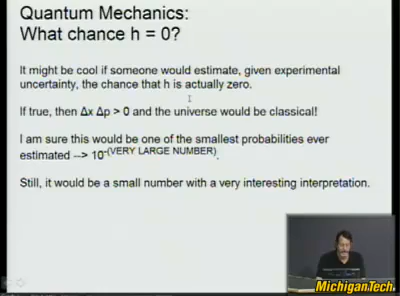 Quantum Mechanics:
What chance h = 0?
It might be cool if someone would estimate, given experimental
uncertainty, the chance that h is actually zero.
If true, then Δx Δp > 0 and the universe would be classical!
I am sure this would be one of the smallest probabilities ever
estimated --> 10-(VERY LARGE NUMBER).
Still, it would be a small number with a very interesting interpretation.
MichiganTech